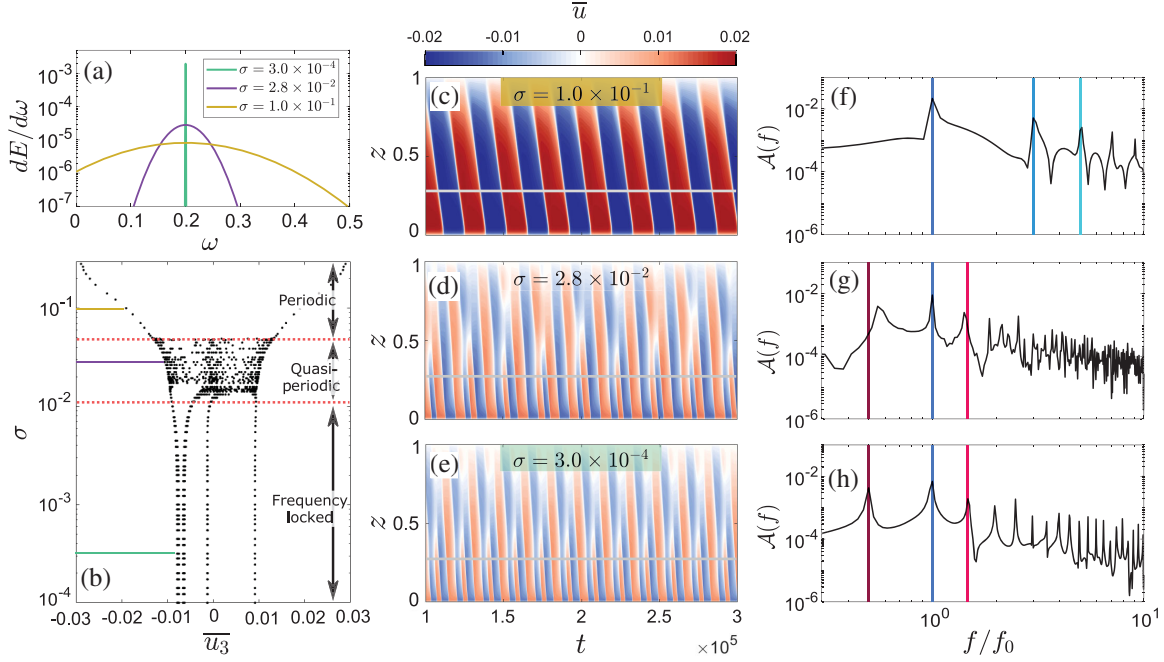 (a)
dE/dω
10⁻³
10⁻⁴
10⁻⁵
10⁻⁶
10⁻⁷
σ = 3.0 × 10⁻⁴
σ = 2.8 × 10⁻²
σ = 1.0 × 10⁻¹
0 0.1 0.2 0.3 0.4 0.5
ω
(b)
σ
10⁻¹
10⁻²
10⁻³
10⁻⁴
Periodic
Quasi-
periodic
Frequency
locked
-0.03 -0.01 0 0.01 0.03
u̅₃
u̅
-0.02 -0.01 0 0.01 0.02
(c)
σ = 1.0 × 10⁻¹
z
1
0.5
0
(d)
σ = 2.8 × 10⁻²
z
1
0.5
0
(e)
σ = 3.0 × 10⁻⁴
z
1
0.5
0
1 1.5 2 2.5 3
t
×10⁵
(f)
A(f)
10⁻²
10⁻⁴
10⁻⁶
(g)
A(f)
10⁻²
10⁻⁴
10⁻⁶
(h)
A(f)
10⁻²
10⁻⁴
10⁻⁶
10⁰ 10¹
f/f₀